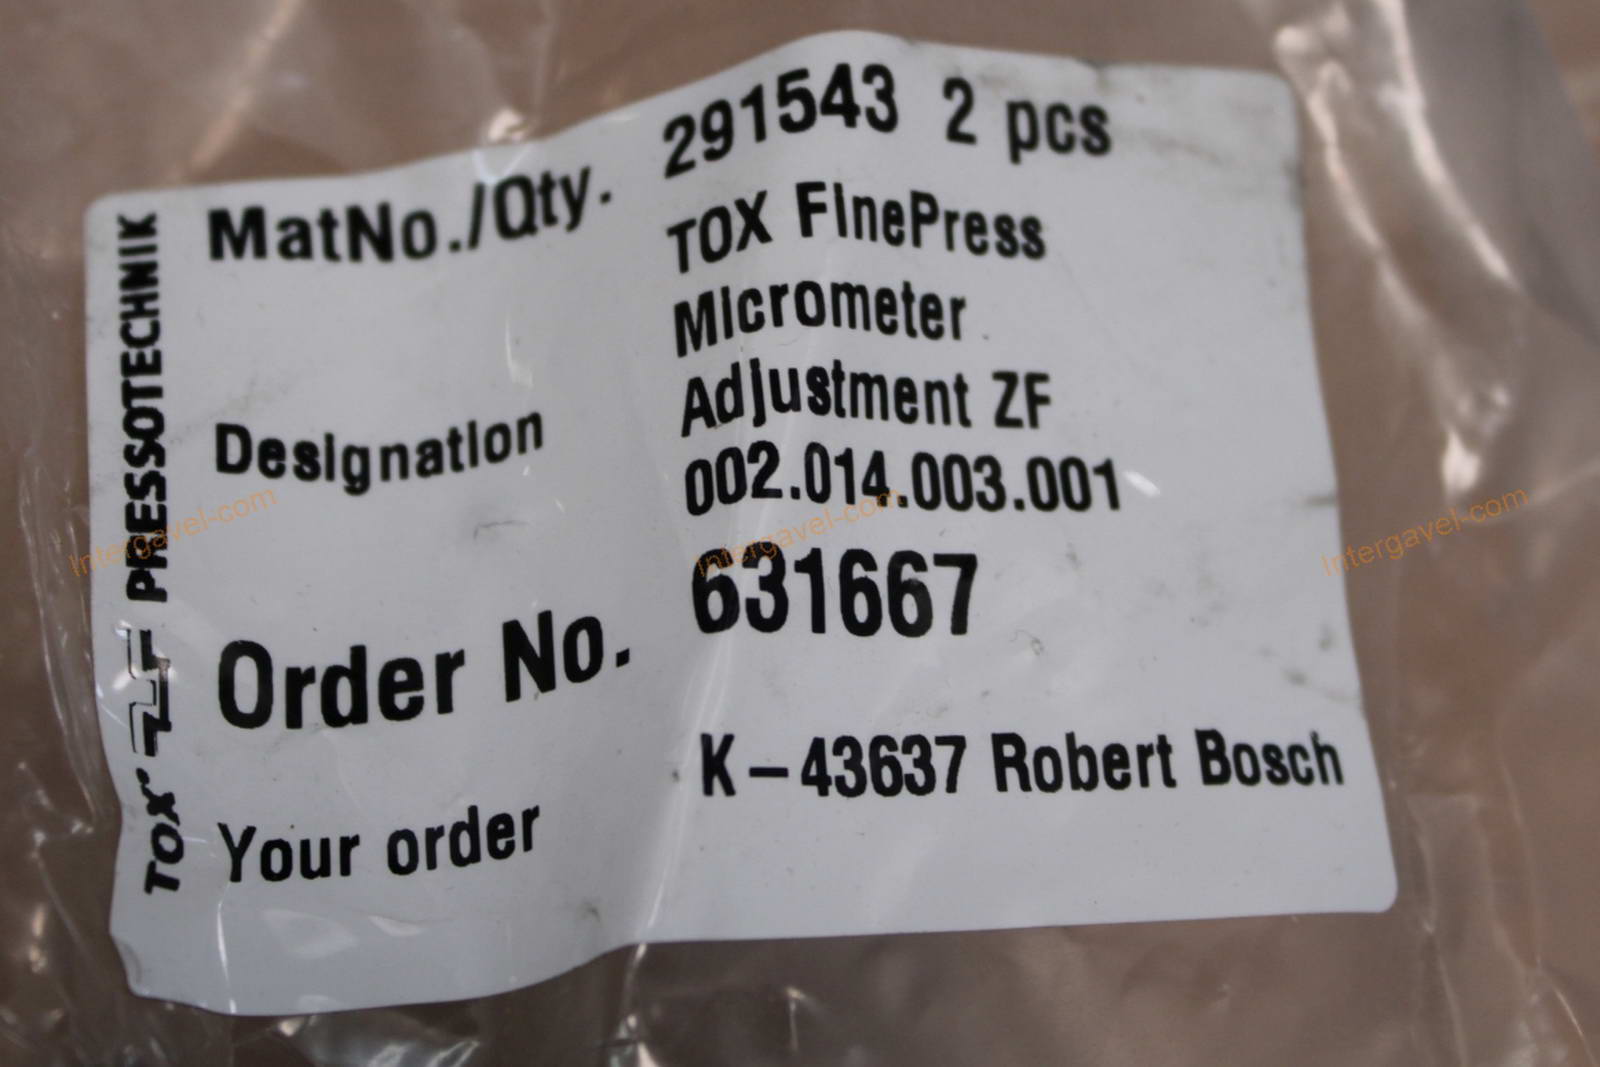 MatNo./Qty. 291543 2 pcs
Designation TOX FinePress
Micrometer
Adjustment ZF
002.014.003.001
Order No. 631667
Your order K-43637 Robert Bosch
TOX PRESSOTECHNIK
Intergavel-com
Intergavel-com
Intergavel-com